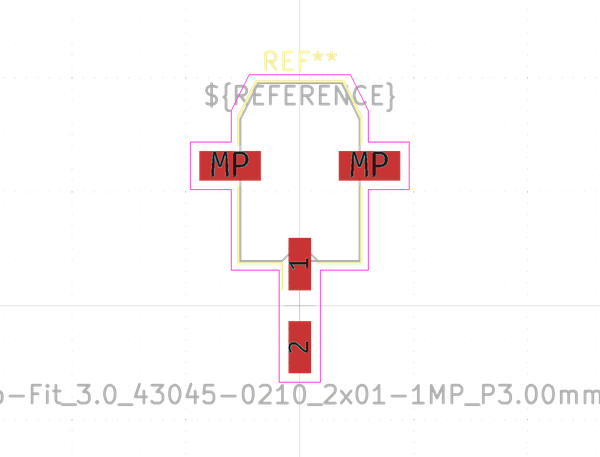 REF**
${REFERENCE}
MP MP
1
2
o-Fit_3.0_43045-0210_2x01-1MP_P3.00mm